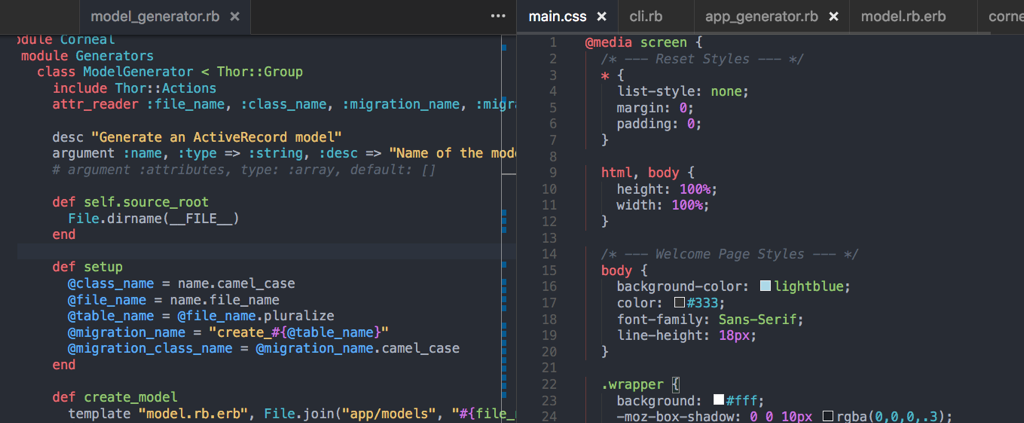 model_generator.rb ×
module Generators
class ModelGenerator < Thor::Group
include Thor::Actions
attr_reader :file_name, :class_name, :migration_name,
desc "Generate an ActiveRecord model"
argument :name, :type => :string, :desc => "Name of the
# argument :attributes, type: :array, default: []
def self.source_root
File.dirname(__FILE__)
end
def setup
@class_name = name.camel_case
@file_name = name.file_name
@table_name = @file_name.pluralize
@migration_name = "create_#{@table_name}"
@migration_class_name = @migration_name.camel_case
end
def create_model
template "model.rb.erb", File.join("app/models",
main.css × cli.rb app_generator.rb × model.rb.erb
1 @media screen {
2 /* --- Reset Styles --- */
3 * {
4 list-style: none;
5 margin: 0;
6 padding: 0;
7 }
8
9 html, body {
10 height: 100%;
11 width: 100%;
12 }
13
14 /* --- Welcome Page Styles --- */
15 body {
16 background-color: lightblue;
17 color: #333;
18 font-family: Sans-Serif;
19 line-height: 18px;
20 }
21
22 .wrapper {
23 background: #fff;
24 -moz-box-shadow: 0 0 10px rgba(0,0,0,.3);